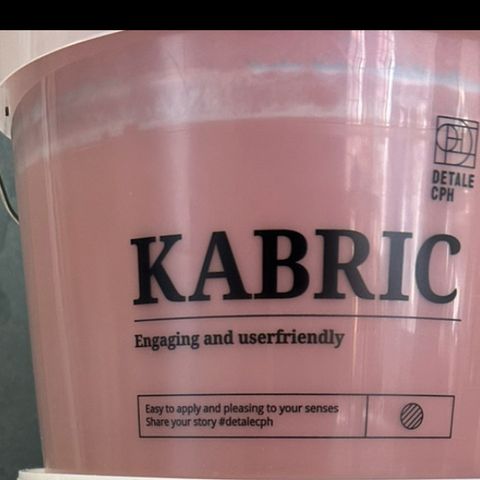 DETALE
CPH
KABRIC
Engaging and userfriendly
Easy to apply and pleasing to your senses
Share your story #detalecph